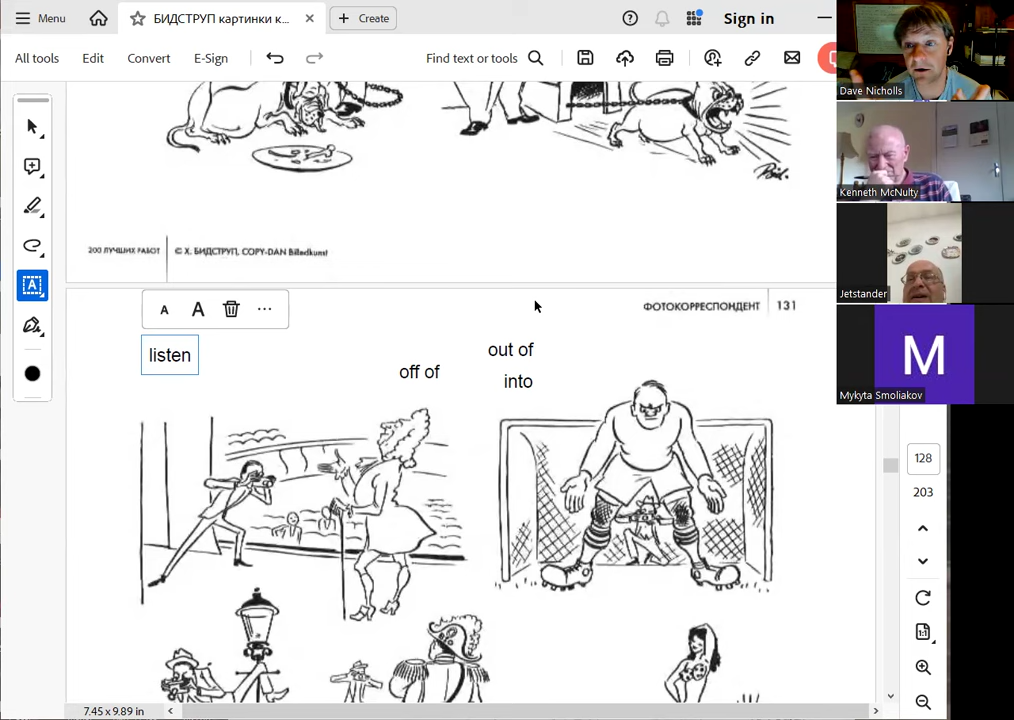 Menu
БИДСТРУП картинки к...
Create
Sign in
All tools
Edit
Convert
E-Sign
Find text or tools
Dave Nicholls
Kenneth McNulty
Jetstander
M
Mykyta Smoliakov
200 ЛУЧШИХ РАБОТ
© Х. БИДСТРУП, COPY-DAN Billedkunst
A A ...
ФОТОКОРРЕСПОНДЕНТ 131
listen
off of
out of
into
128
203
1:1
7.45 x 9.89 in